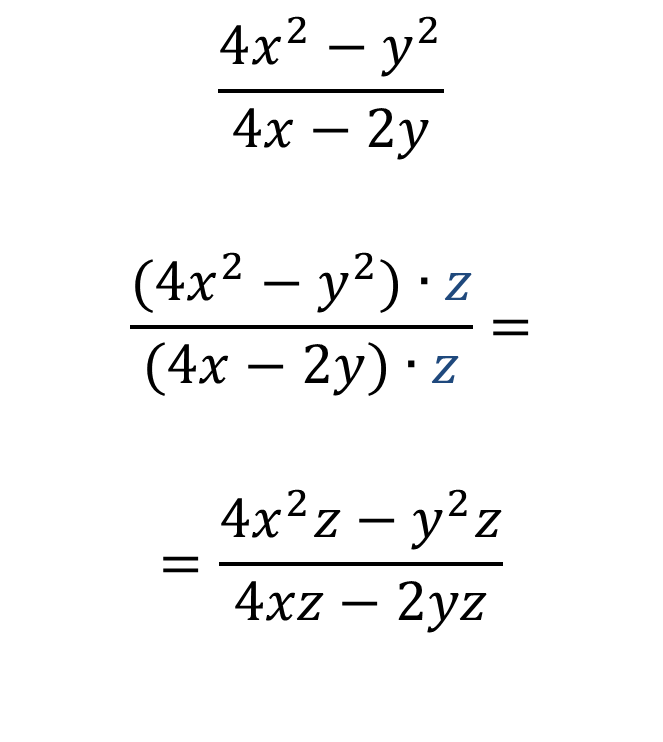 4x² − y²
4x − 2y
(4x² − y²) · z
(4x − 2y) · z
=
= 
4x²z − y²z
4xz − 2yz